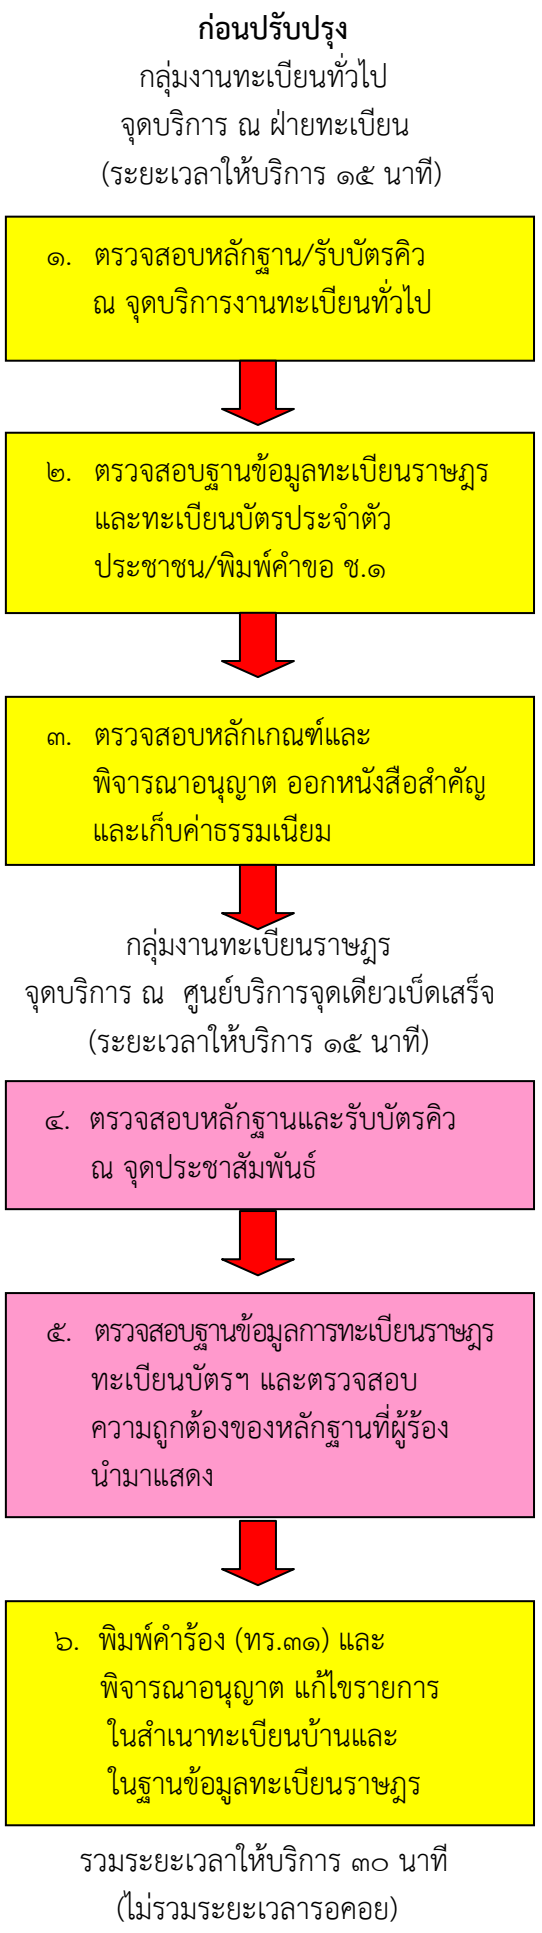 ก่อนปรับปรุง
กลุ่มงานทะเบียนทั่วไป
จุดบริการ ณ ฝ่ายทะเบียน
(ระยะเวลาให้บริการ ๑๕ นาที)
๑. ตรวจสอบหลักฐาน/รับบัตรคิว
ณ จุดบริการงานทะเบียนทั่วไป
๒. ตรวจสอบฐานข้อมูลทะเบียนราษฎร
และทะเบียนบัตรประจำตัว
ประชาชน/พิมพ์คำขอ ช.๑
๓. ตรวจสอบหลักเกณฑ์และ
พิจารณาอนุญาต ออกหนังสือสำคัญ
และเก็บค่าธรรมเนียม
กลุ่มงานทะเบียนราษฎร
จุดบริการ ณ ศูนย์บริการจุดเดียวเบ็ดเสร็จ
(ระยะเวลาให้บริการ ๑๕ นาที)
๔. ตรวจสอบหลักฐานและรับบัตรคิว
ณ จุดประชาสัมพันธ์
๕. ตรวจสอบฐานข้อมูลการทะเบียนราษฎร
ทะเบียนบัตรฯ และตรวจสอบ
ความถูกต้องของหลักฐานที่ผู้ร้อง
นำมาแสดง
๖. พิมพ์คำร้อง (ทร.๓๑) และ
พิจารณาอนุญาต แก้ไขรายการ
ในสำเนาทะเบียนบ้านและ
ในฐานข้อมูลทะเบียนราษฎร
รวมระยะเวลาให้บริการ ๓๐ นาที
(ไม่รวมระยะเวลารอคอย)